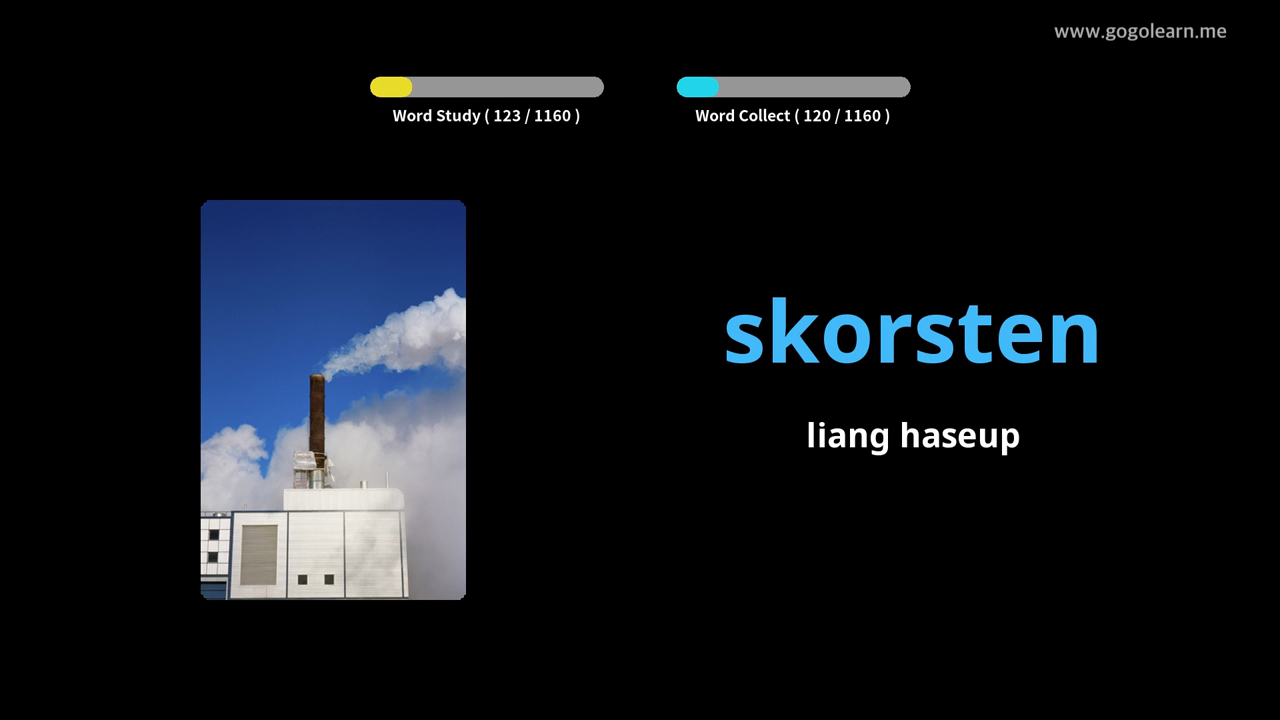 www.gogolearn.me
Word Study ( 123 / 1160 )
Word Collect ( 120 / 1160 )
skorsten
liang haseup